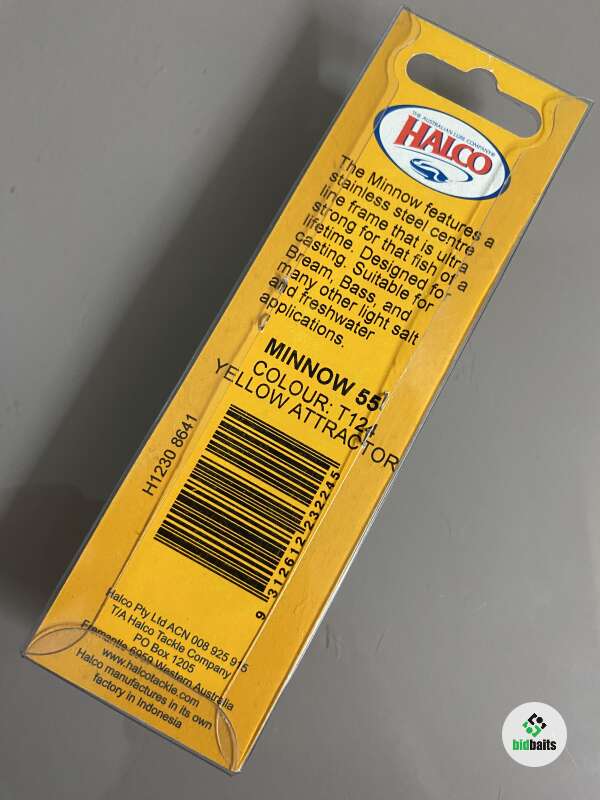 THE AUSTRALIAN LURE COMPANY
HALCO
The Minnow features a
stainless steel centre
line frame that is ultra
strong for that fish of a
lifetime. Designed for
casting. Suitable for
Bream, Bass, and
many other light salt
and freshwater
applications.
MINNOW 55
COLOUR: T124
YELLOW ATTRACTOR
H1230 8641
9 312612 232245
Halco Pty Ltd ACN 008 925 915
T/A Halco Tackle Company
PO Box 1205
Fremantle 6959 Western Australia
www.halcotackle.com
Halco manufactures in its own
factory in Indonesia
bidbaits